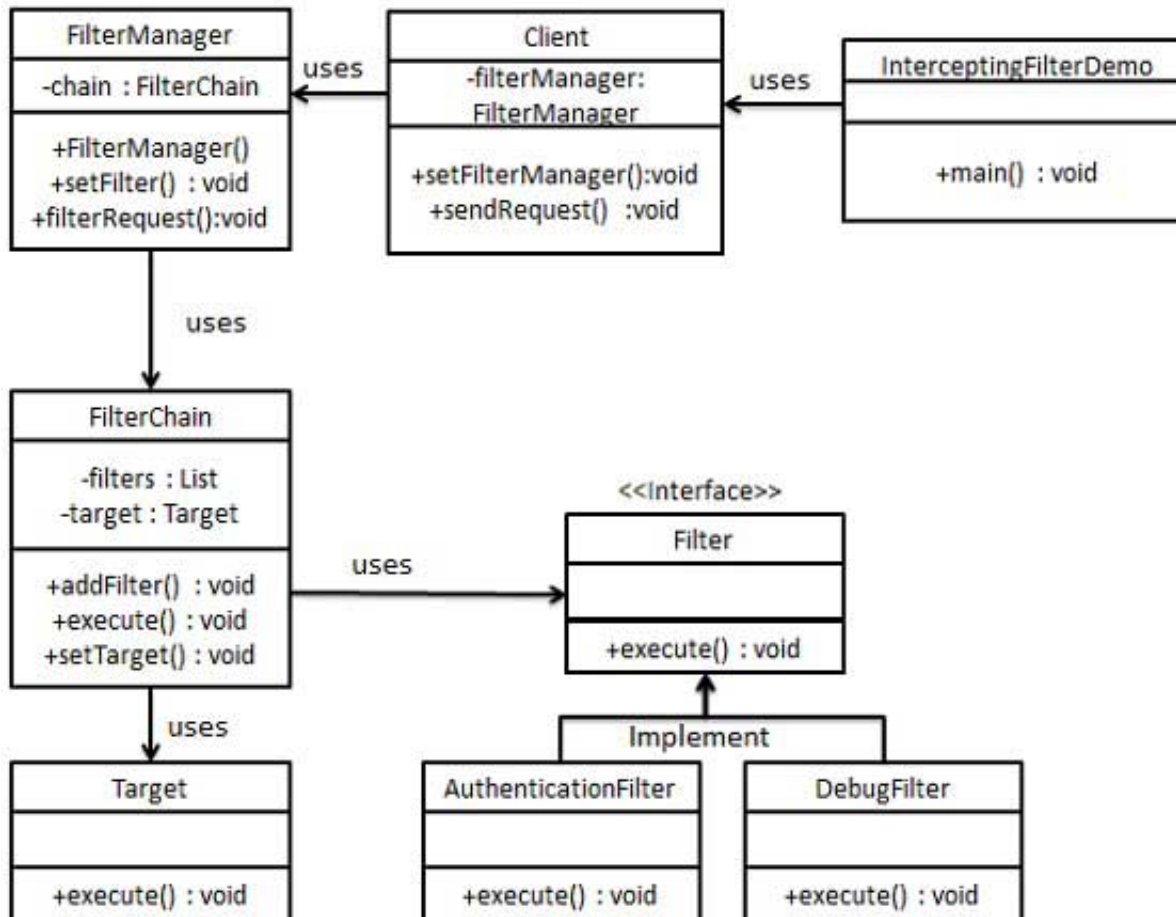 FilterManager
-chain : FilterChain
+FilterManager()
+setFilter() : void
+filterRequest():void
uses
Client
-filterManager:
FilterManager
+setFilterManager():void
+sendRequest() :void
uses
InterceptingFilterDemo
+main() : void
uses
FilterChain
-filters : List
-target : Target
+addFilter() : void
+execute() : void
+setTarget() : void
uses
<<Interface>>
Filter
+execute() : void
uses
Implement
Target
+execute() : void
AuthenticationFilter
+execute() : void
DebugFilter
+execute() : void